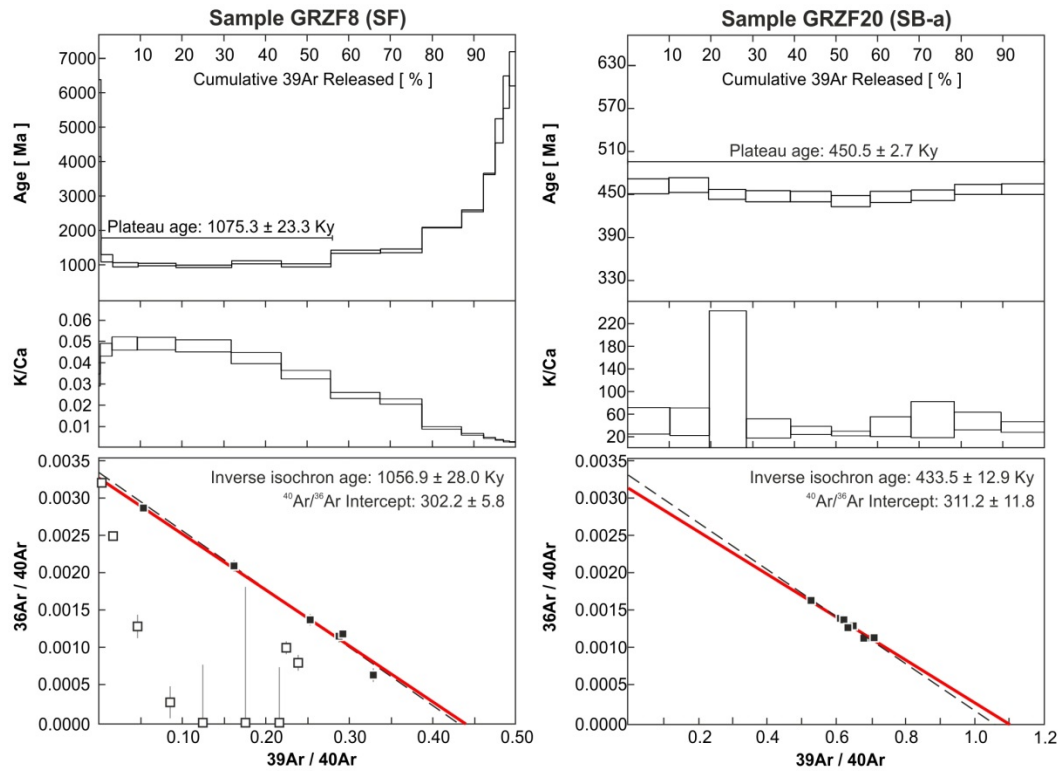 Sample GRZF8 (SF)
10 20 30 40 50 60 70 80 90
Cumulative 39Ar Released [ % ]
Age [ Ma ]
7000
6000
5000
4000
3000
2000
1000
Plateau age: 1075.3 ± 23.3 Ky
K/Ca
0.06
0.05
0.04
0.03
0.02
0.01
36Ar / 40Ar
0.0035
0.0030
0.0025
0.0020
0.0015
0.0010
0.0005
0.0000
Inverse isochron age: 1056.9 ± 28.0 Ky
40Ar/36Ar Intercept: 302.2 ± 5.8
0.10 0.20 0.30 0.40 0.50
39Ar / 40Ar
Sample GRZF20 (SB-a)
10 20 30 40 50 60 70 80 90
Cumulative 39Ar Released [ % ]
Age [ Ma ]
630
570
510
450
390
330
Plateau age: 450.5 ± 2.7 Ky
K/Ca
220
180
140
100
60
20
36Ar / 40Ar
0.0035
0.0030
0.0025
0.0020
0.0015
0.0010
0.0005
0.0000
Inverse isochron age: 433.5 ± 12.9 Ky
40Ar/36Ar Intercept: 311.2 ± 11.8
0.2 0.4 0.6 0.8 1.0 1.2
39Ar / 40Ar